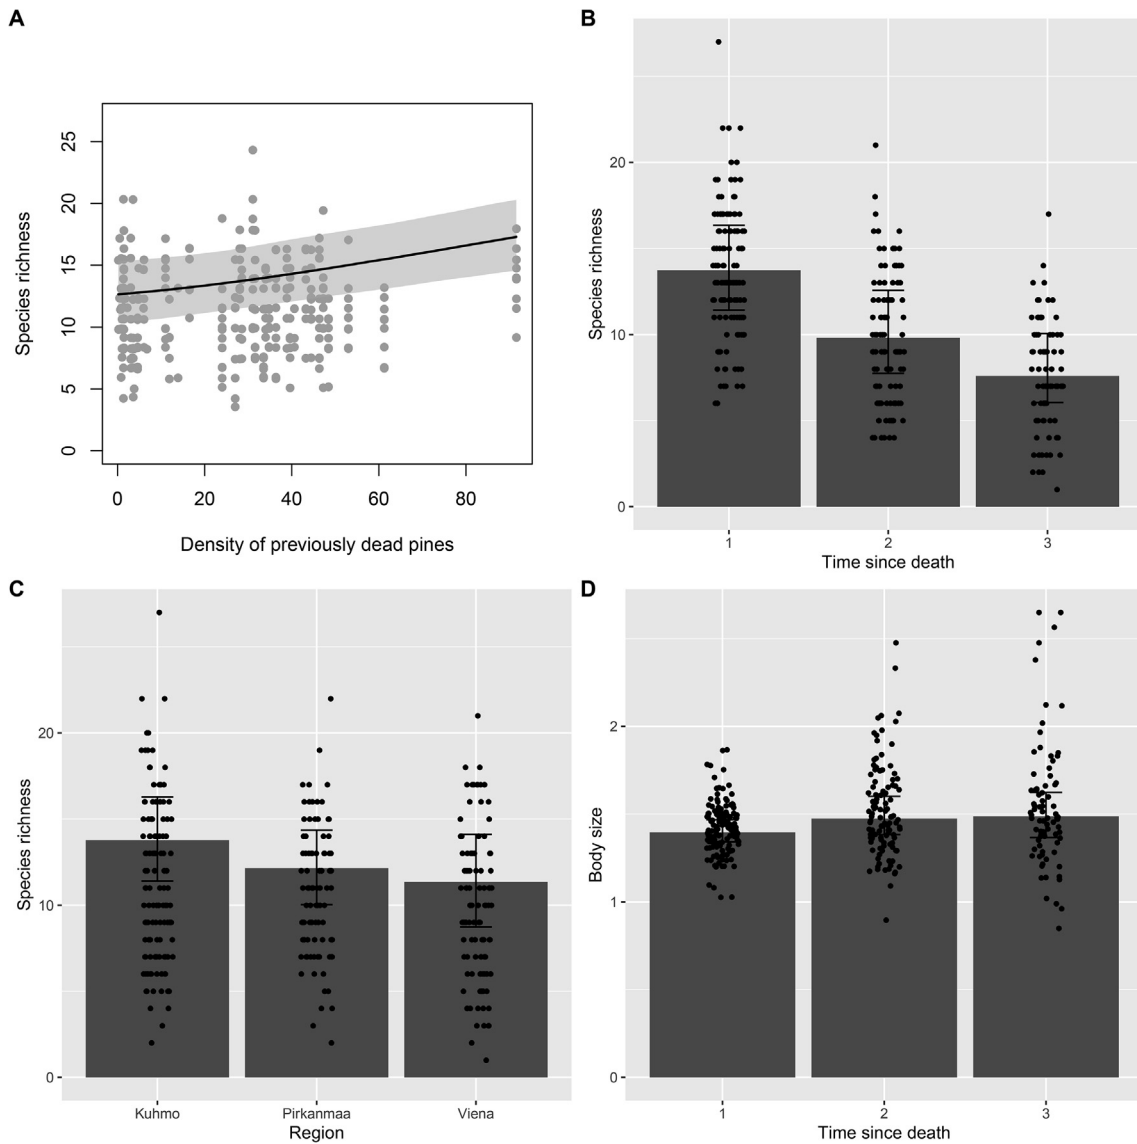 A
Species richness
25
20
15
10
5
0
0 20 40 60 80
Density of previously dead pines
B
Species richness
20
10
0
1 2 3
Time since death
C
Species richness
20
10
0
Kuhmo Pirkanmaa Viena
Region
D
Body size
2
1
0
1 2 3
Time since death